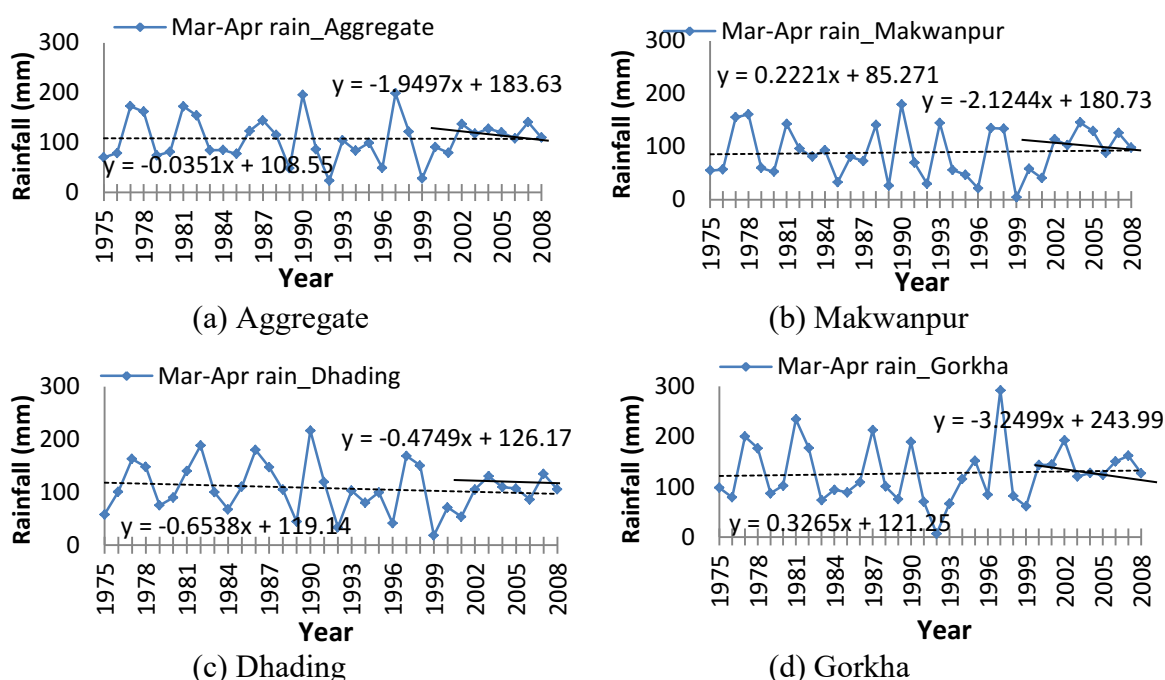 Mar-Apr rain_Aggregate
Rainfall (mm)
300
200
100
0
y = -1.9497x + 183.63
y = -0.0351x + 108.55
1975
1978
1981
1984
1987
1990
1993
1996
1999
2002
2005
2008
Year
(a) Aggregate
Mar-Apr rain_Makwanpur
Rainfall (mm)
300
200
100
0
y = 0.2221x + 85.271
y = -2.1244x + 180.73
1975
1978
1981
1984
1987
1990
1993
1996
1999
2002
2005
2008
Year
(b) Makwanpur
Mar-Apr rain_Dhading
Rainfall (mm)
300
200
100
0
y = -0.4749x + 126.17
y = -0.6538x + 119.14
1975
1978
1981
1984
1987
1990
1993
1996
1999
2002
2005
2008
Year
(c) Dhading
Mar-Apr rain_Gorkha
Rainfall (mm)
300
200
100
0
y = -3.2499x + 243.99
y = 0.3265x + 121.25
1975
1978
1981
1984
1987
1990
1993
1996
1999
2002
2005
2008
Year
(d) Gorkha